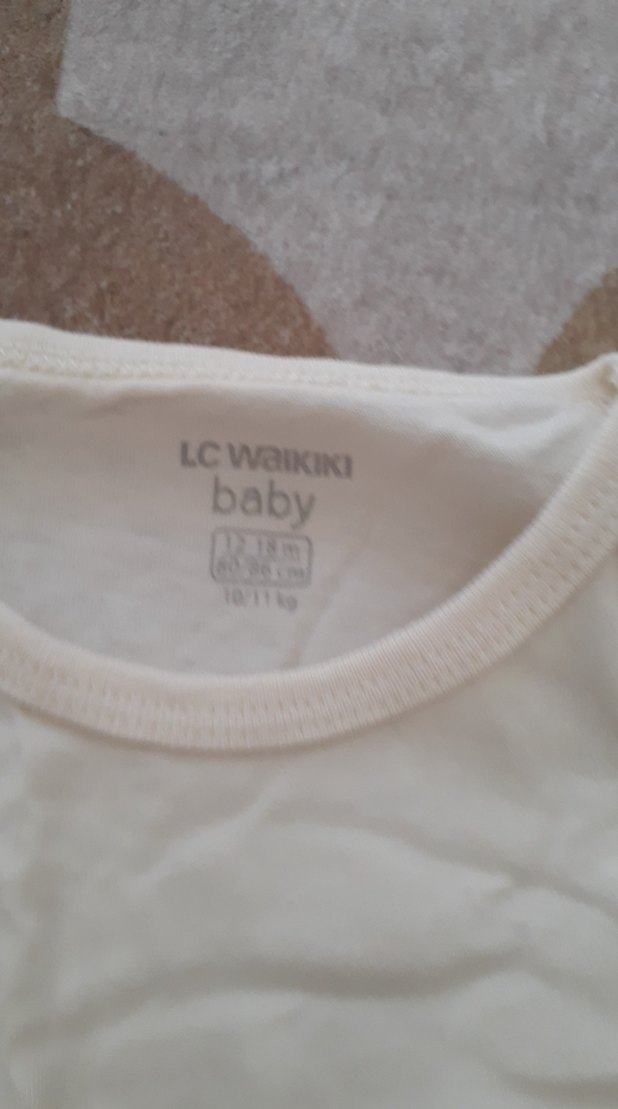 LC WAIKIKI
baby
12 18 m
80/86 cm
10/11 kg